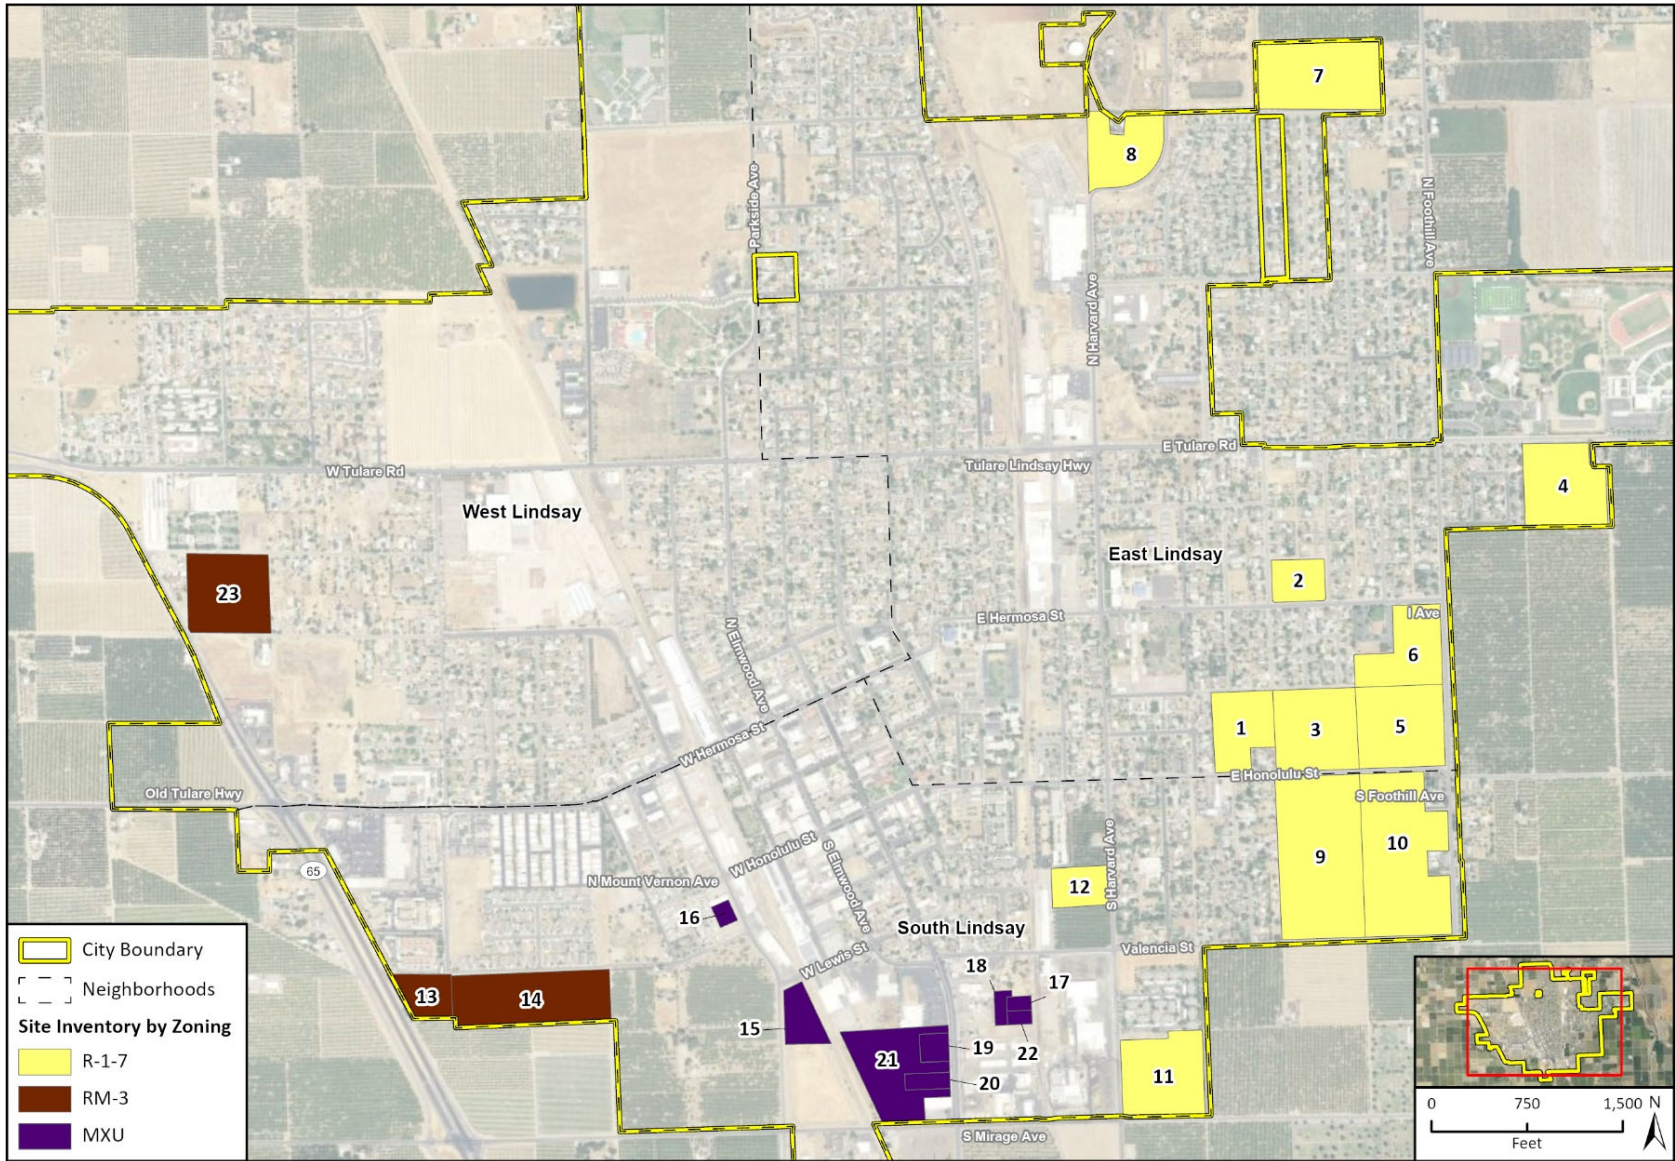 7
8
Parkside Ave
N Foothill Ave
N Harvard Ave
E Tulare Rd
Tulare Lindsay Hwy
W Tulare Rd
4
West Lindsay
East Lindsay
2
23
E Hermosa St
I Ave
N Elmwood Ave
6
1
3
5
W Hermosa St
E Honolulu St
Old Tulare Hwy
S Foothill Ave
9
10
65
W Honolulu St
S Elmwood Ave
S Harvard Ave
N Mount Vernon Ave
12
16
South Lindsay
Valencia St
W Lewis St
18
17
13
14
15
19
22
21
20
11
S Mirage Ave
City Boundary
Neighborhoods
Site Inventory by Zoning
R-1-7
RM-3
MXU
0 750 1,500 N
Feet